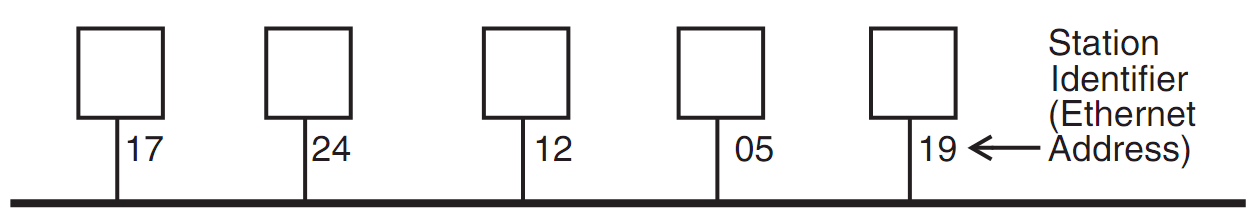 Station
Identifier
(Ethernet
Address)
17
24
12
05
19